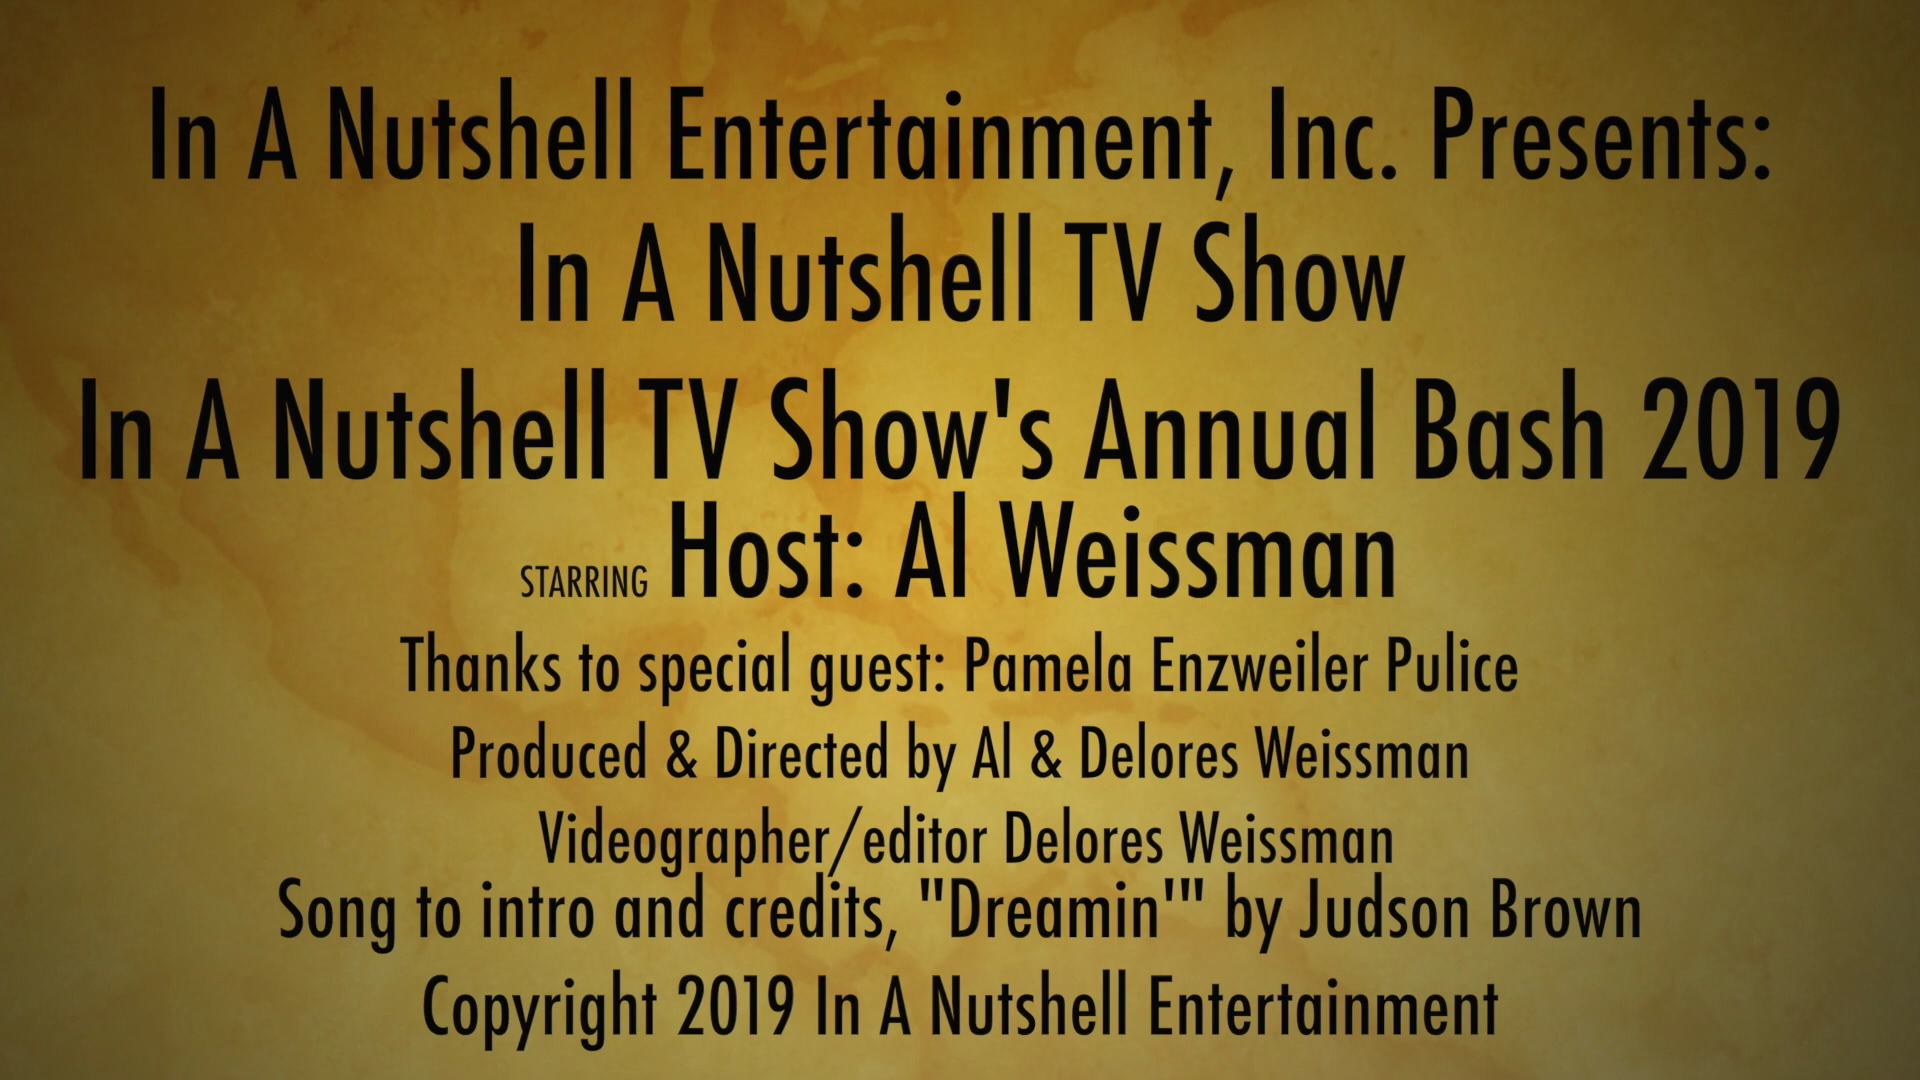 In A Nutshell Entertainment, Inc. Presents:
In A Nutshell TV Show
In A Nutshell TV Show's Annual Bash 2019
STARRING Host: Al Weissman
Thanks to special guest: Pamela Enzweiler Pulice
Produced & Directed by Al & Delores Weissman
Videographer/editor Delores Weissman
Song to intro and credits, "Dreamin'" by Judson Brown
Copyright 2019 In A Nutshell Entertainment